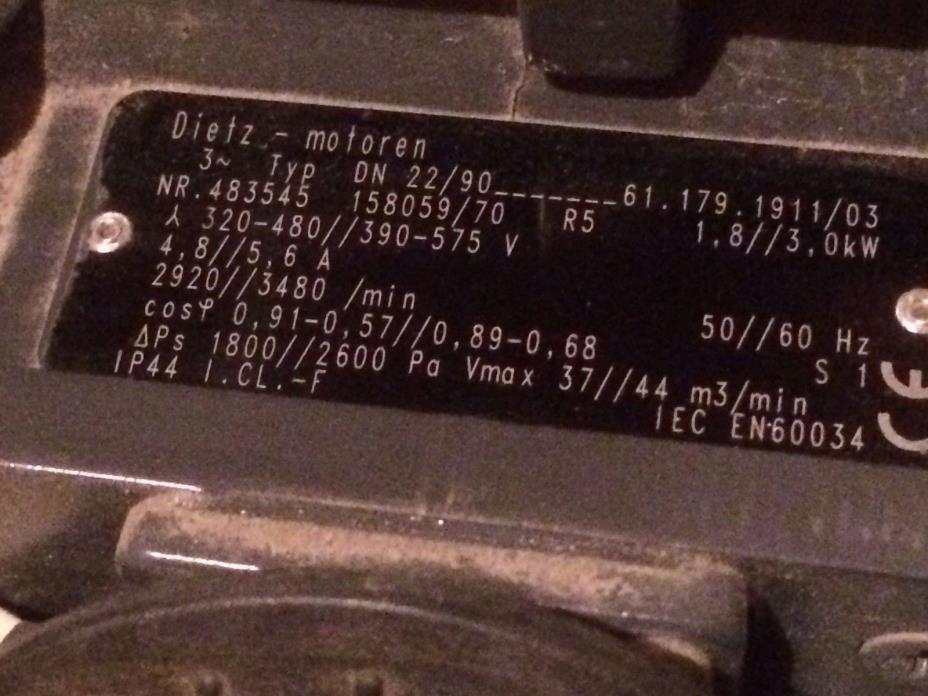 Dietz - motoren
3~ Typ DN 22/90_______61.179.1911/03
NR.483545 158059/70 R5 1,8//3,0kW
⅄ 320-480//390-575 V
4,8//5,6 A
2920//3480 /min 50//60 Hz
cosφ 0,91-0,57//0,89-0,68 S 1
ΔPs 1800//2600 Pa Vmax 37//44 m3/min
IP44 I.CL.-F IEC EN60034
CE